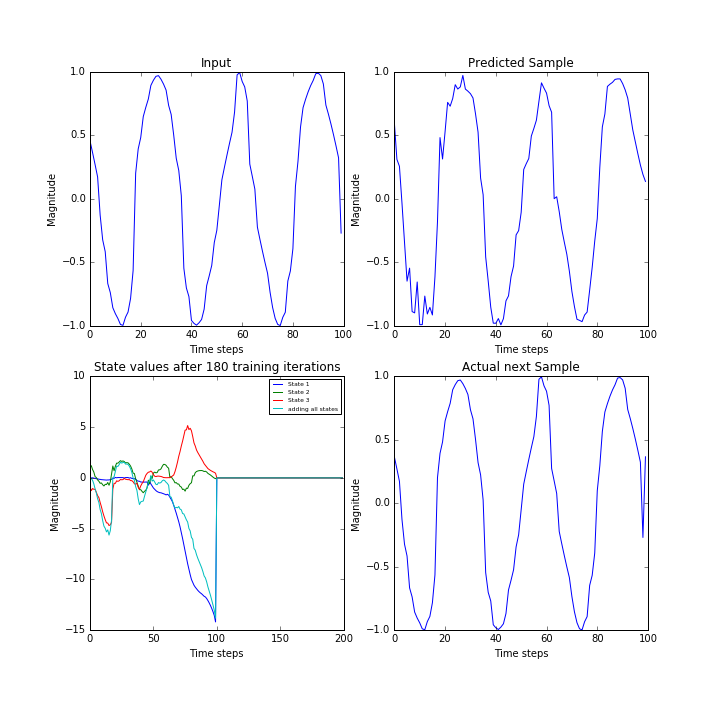 Input
1.0
0.5
0.0
−0.5
−1.0
Magnitude
0 20 40 60 80 100
Time steps
Predicted Sample
1.0
0.5
0.0
−0.5
−1.0
Magnitude
0 20 40 60 80 100
Time steps
State values after 180 training iterations
10
5
0
−5
−10
−15
Magnitude
State 1
State 2
State 3
adding all states
0 50 100 150 200
Time steps
Actual next Sample
1.0
0.5
0.0
−0.5
−1.0
Magnitude
0 20 40 60 80 100
Time steps